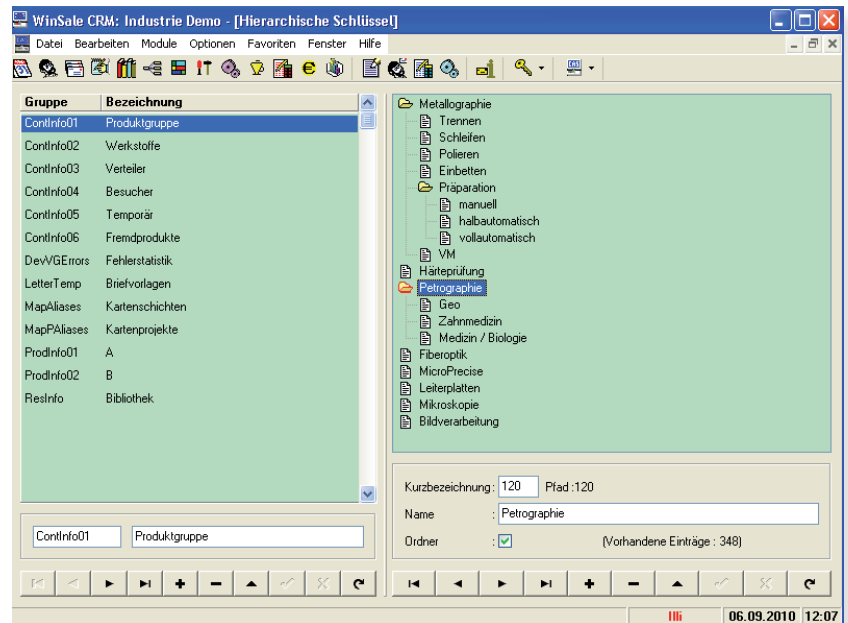 WinSale CRM: Industrie Demo - [Hierarchische Schlüssel]
Datei Bearbeiten Module Optionen Favoriten Fenster Hilfe
Gruppe Bezeichnung
ContInfo01 Produktgruppe
ContInfo02 Werkstoffe
ContInfo03 Verteiler
ContInfo04 Besucher
ContInfo05 Temporär
ContInfo06 Fremdprodukte
DevVGErrors Fehlerstatistik
LetterTemp Briefvorlagen
MapAliases Kartenschichten
MapPAliases Kartenprojekte
ProdInfo01 A
ProdInfo02 B
ResInfo Bibliothek
ContInfo01 Produktgruppe
Metallographie
Trennen
Schleifen
Polieren
Einbetten
Präparation
manuell
halbautomatisch
vollautomatisch
VM
Härteprüfung
Petrographie
Geo
Zahnmedizin
Medizin / Biologie
Fiberoptik
MicroPrecise
Leiterplatten
Mikroskopie
Bildverarbeitung
Kurzbezeichnung: 120 Pfad :120
Name : Petrographie
Ordner : (Vorhandene Einträge : 348)
Illi 06.09.2010 12:07